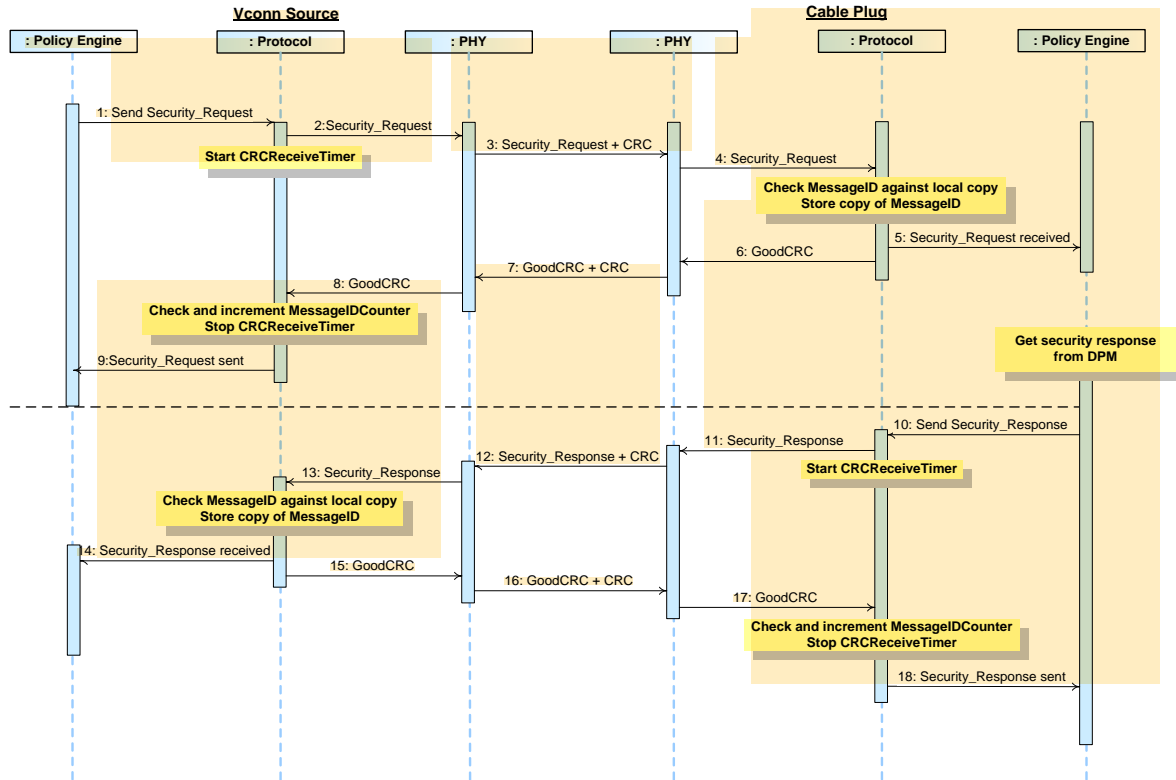 Vconn Source
Cable Plug
: Policy Engine
: Protocol
: PHY
: PHY
: Protocol
: Policy Engine
1: Send Security_Request
2:Security_Request
Start CRCReceiveTimer
3: Security_Request + CRC
4: Security_Request
Check MessageID against local copy
Store copy of MessageID
5: Security_Request received
6: GoodCRC
7: GoodCRC + CRC
8: GoodCRC
Check and increment MessageIDCounter
Stop CRCReceiveTimer
9:Security_Request sent
Get security response
from DPM
10: Send Security_Response
11: Security_Response
Start CRCReceiveTimer
12: Security_Response + CRC
13: Security_Response
Check MessageID against local copy
Store copy of MessageID
14: Security_Response received
15: GoodCRC
16: GoodCRC + CRC
17: GoodCRC
Check and increment MessageIDCounter
Stop CRCReceiveTimer
18: Security_Response sent